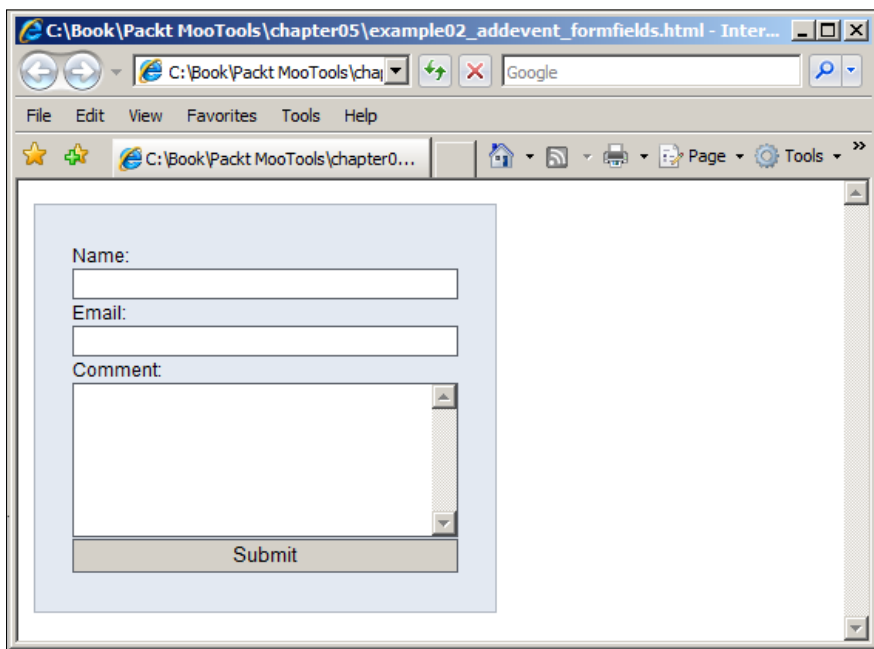 C:\Book\Packt MooTools\chapter05\example02_addevent_formfields.html - Inter...
C:\Book\Packt MooTools\chap
Google
File Edit View Favorites Tools Help
C:\Book\Packt MooTools\chapter0...
Page Tools »
Name:
Email:
Comment:
Submit